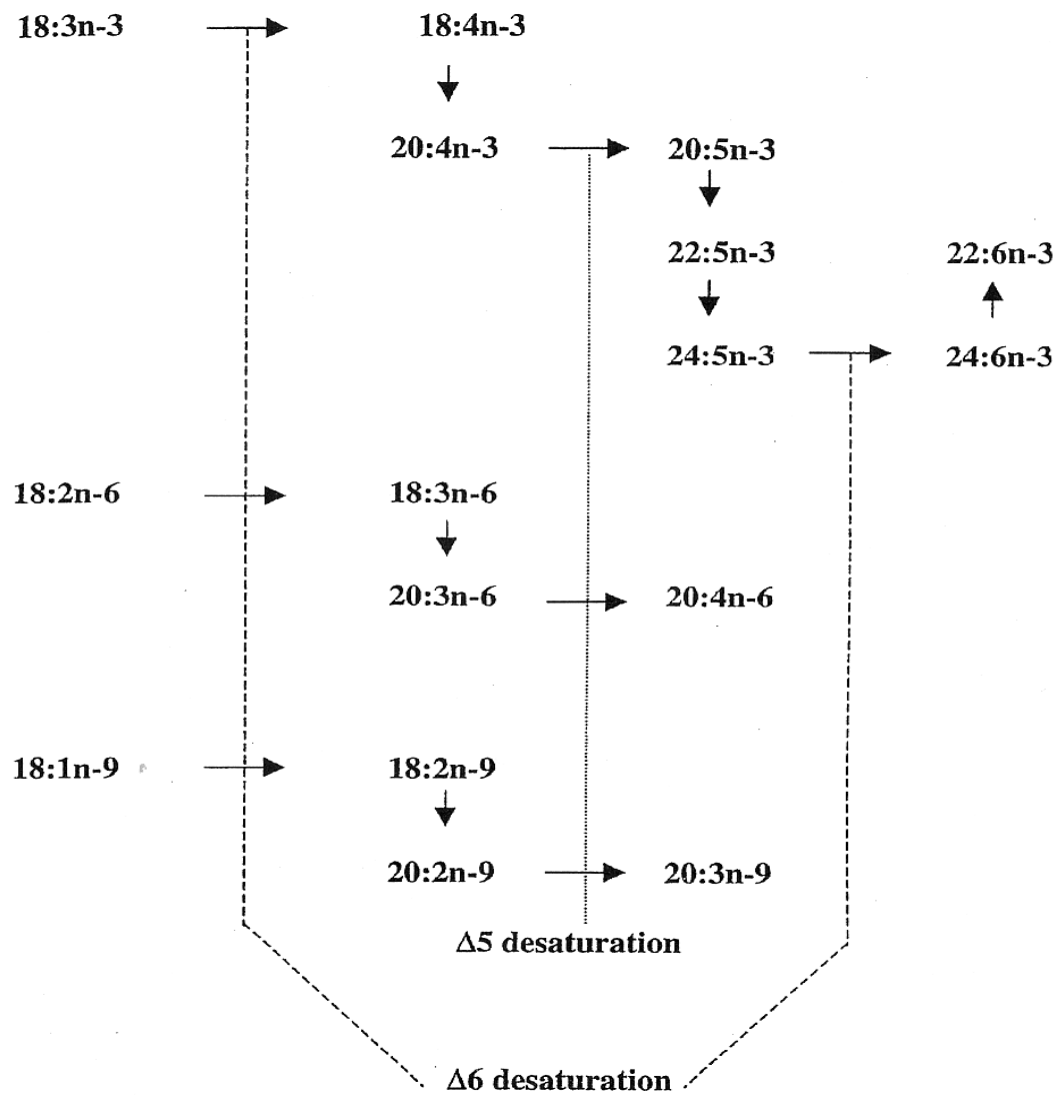 18:3n-3 18:4n-3
20:4n-3 20:5n-3
22:5n-3 22:6n-3
24:5n-3 24:6n-3
18:2n-6 18:3n-6
20:3n-6 20:4n-6
18:1n-9 18:2n-9
20:2n-9 20:3n-9
Δ5 desaturation
Δ6 desaturation